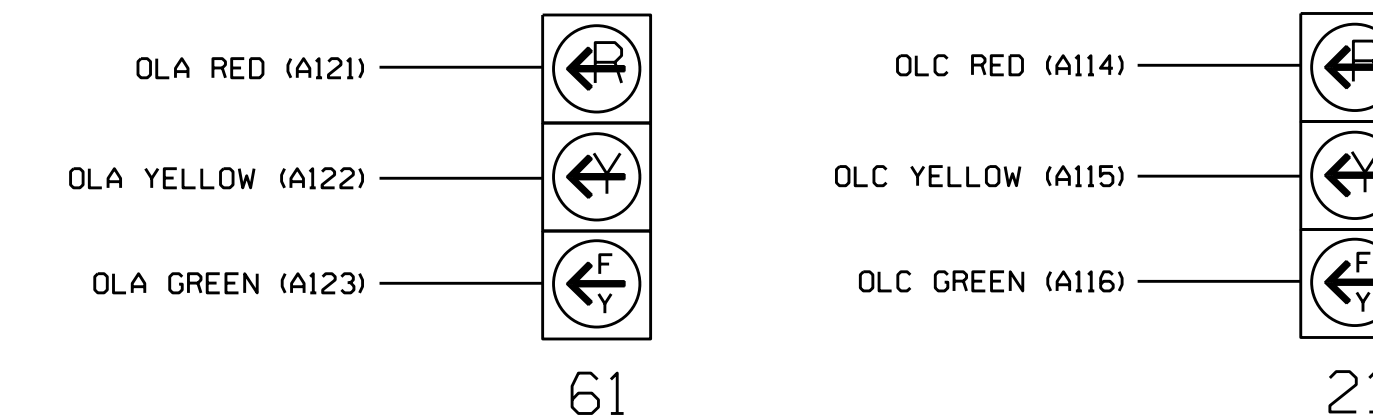 OLA RED (A121)
R
OLA YELLOW (A122)
Y
OLA GREEN (A123)
F
Y
61
OLC RED (A114)
OLC YELLOW (A115)
Y
OLC GREEN (A116)
F
Y